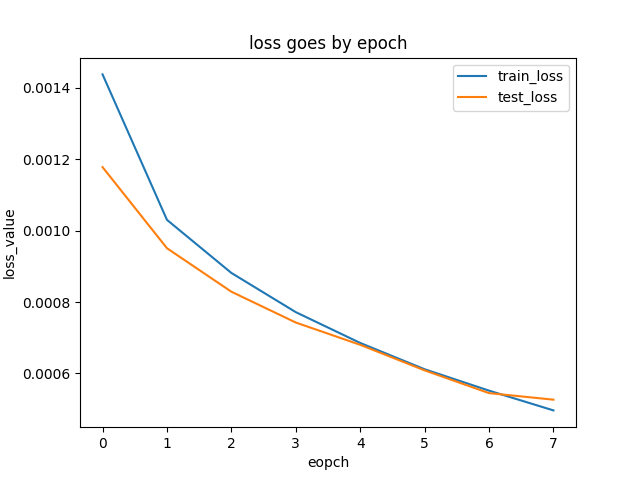 loss goes by epoch
train_loss
test_loss
0.0014
0.0012
0.0010
0.0008
0.0006
loss_value
0 1 2 3 4 5 6 7
eopch